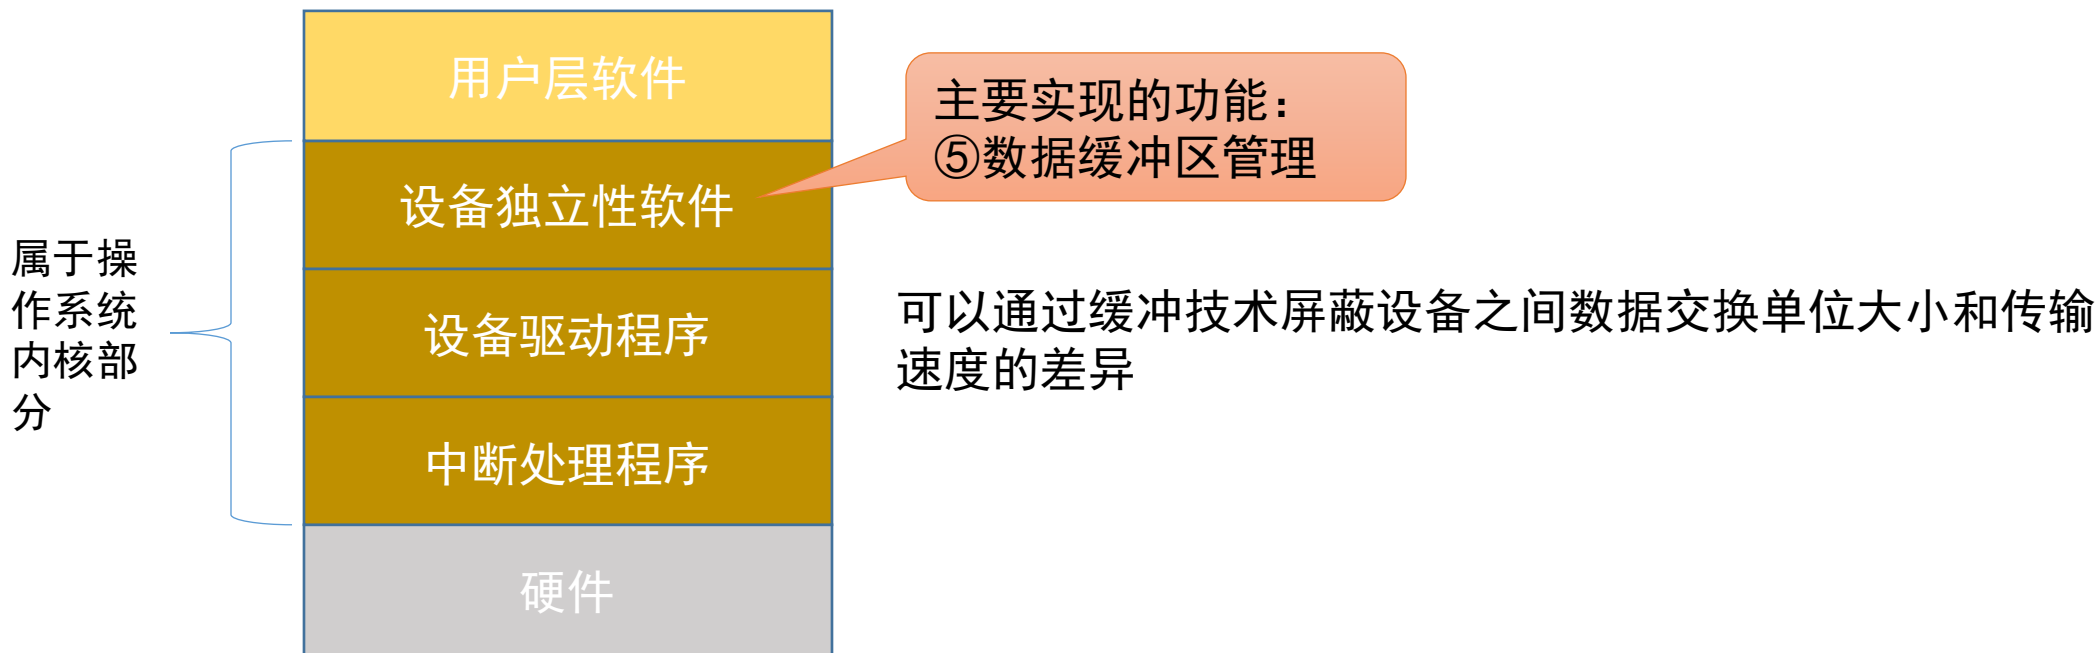 用户层软件
主要实现的功能：
⑤数据缓冲区管理
设备独立性软件
属于操
作系统
内核部
分
可以通过缓冲技术屏蔽设备之间数据交换单位大小和传输
速度的差异
设备驱动程序
中断处理程序
硬件